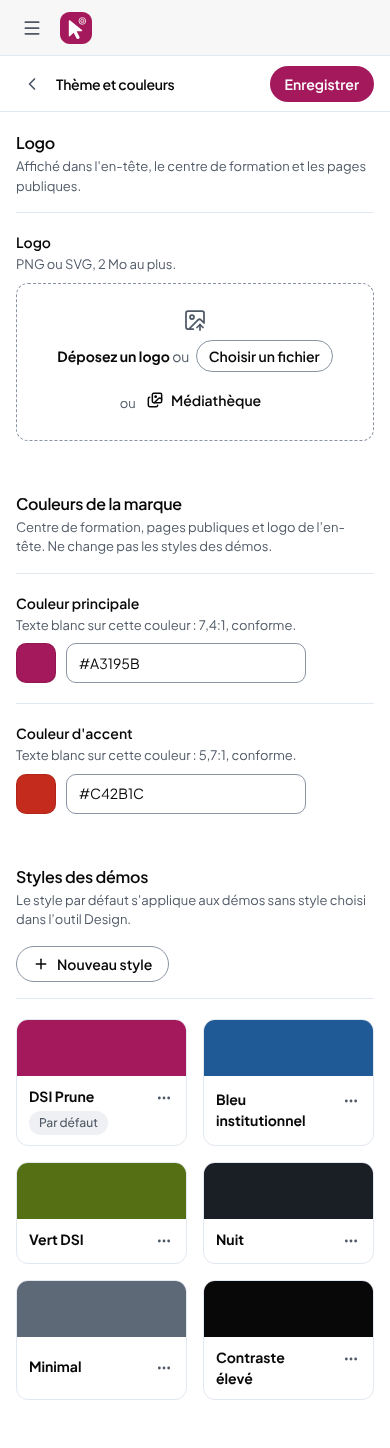 Thème et couleurs
Enregistrer
Logo
Affiché dans l'en-tête, le centre de formation et les pages
publiques.
Logo
PNG ou SVG, 2 Mo au plus.
Déposez un logo ou Choisir un fichier
ou Médiathèque
Couleurs de la marque
Centre de formation, pages publiques et logo de l'en-
tête. Ne change pas les styles des démos.
Couleur principale
Texte blanc sur cette couleur : 7,4:1, conforme.
#A3195B
Couleur d'accent
Texte blanc sur cette couleur : 5,7:1, conforme.
#C42B1C
Styles des démos
Le style par défaut s'applique aux démos sans style choisi
dans l'outil Design.
Nouveau style
DSI Prune
Par défaut
Bleu
institutionnel
Vert DSI
Nuit
Minimal
Contraste
élevé